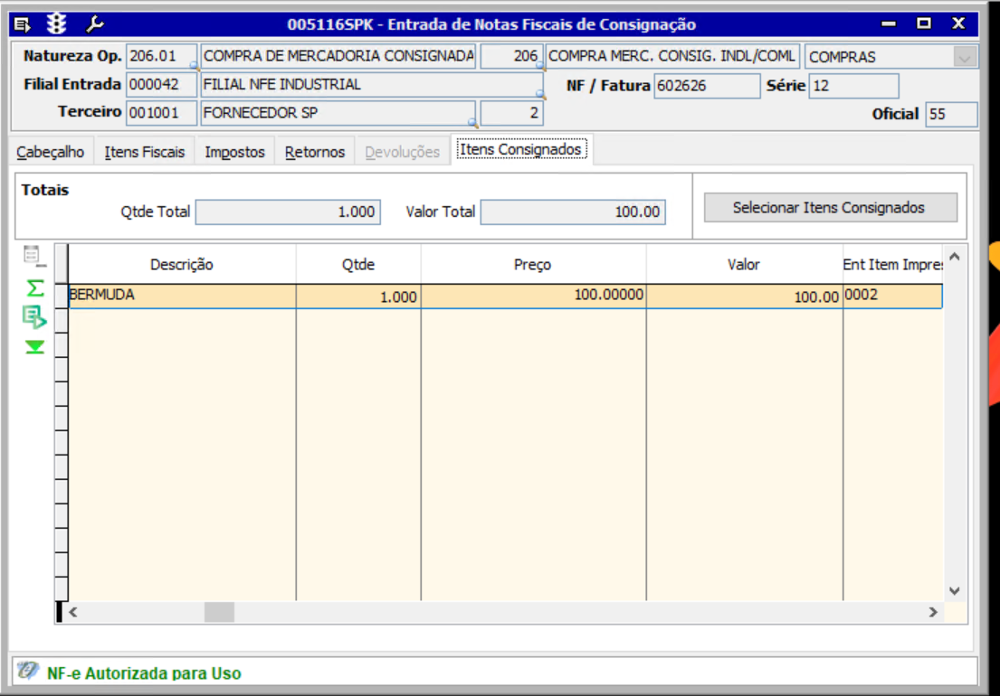 005116SPK - Entrada de Notas Fiscais de Consignação
Natureza Op. 206.01 COMPRA DE MERCADORIA CONSIGNADA 206 COMPRA MERC. CONSIG. INDL/COML COMPRAS
Filial Entrada 000042 FILIAL NFE INDUSTRIAL NF / Fatura 602626 Série 12
Terceiro 001001 FORNECEDOR SP 2 Oficial 55
Cabeçalho Itens Fiscais Impostos Retornos Devoluções Itens Consignados
Totais
Qtde Total 1.000 Valor Total 100.00 Selecionar Itens Consignados
Descrição Qtde Preço Valor Ent Item Impres
BERMUDA 1.000 100.00000 100.00 0002
NF-e Autorizada para Uso